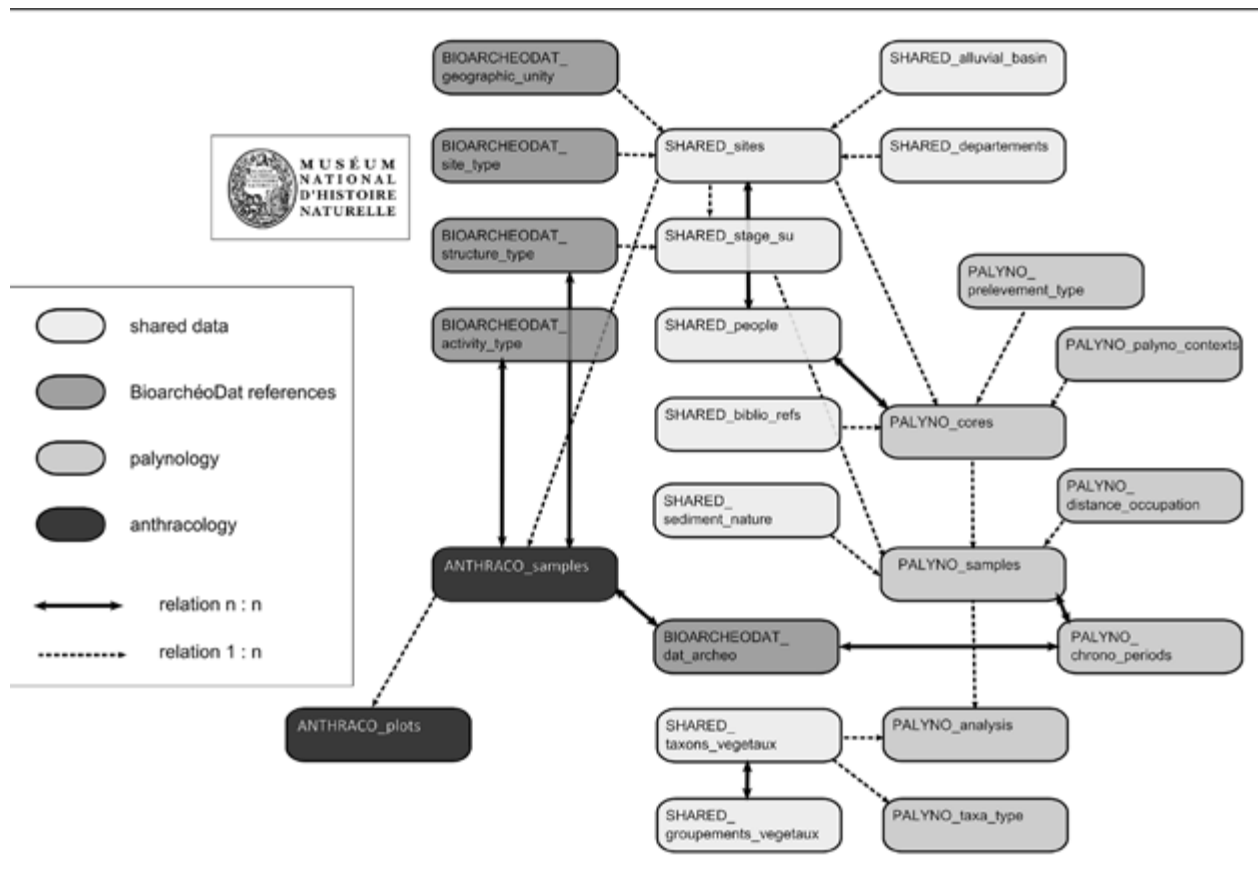 BIOARCHEODAT_
geographic_unity
SHARED_alluvial_basin
MUSÉUM
NATIONAL
D'HISTOIRE
NATURELLE
BIOARCHEODAT_
site_type
SHARED_sites
SHARED_departements
BIOARCHEODAT_
structure_type
SHARED_stage_su
PALYNO_
prelevement_type
shared data
BioarchéoDat references
palynology
anthracology
relation n : n
relation 1 : n
BIOARCHEODAT_
activity_type
SHARED_people
PALYNO_palyno_contexts
SHARED_biblio_refs
PALYNO_cores
SHARED_
sediment_nature
PALYNO_
distance_occupation
ANTHRACO_samples
PALYNO_samples
BIOARCHEODAT_
dat_archeo
PALYNO_
chrono_periods
ANTHRACO_plots
SHARED_
taxons_vegetaux
PALYNO_analysis
SHARED_
groupements_vegetaux
PALYNO_taxa_type